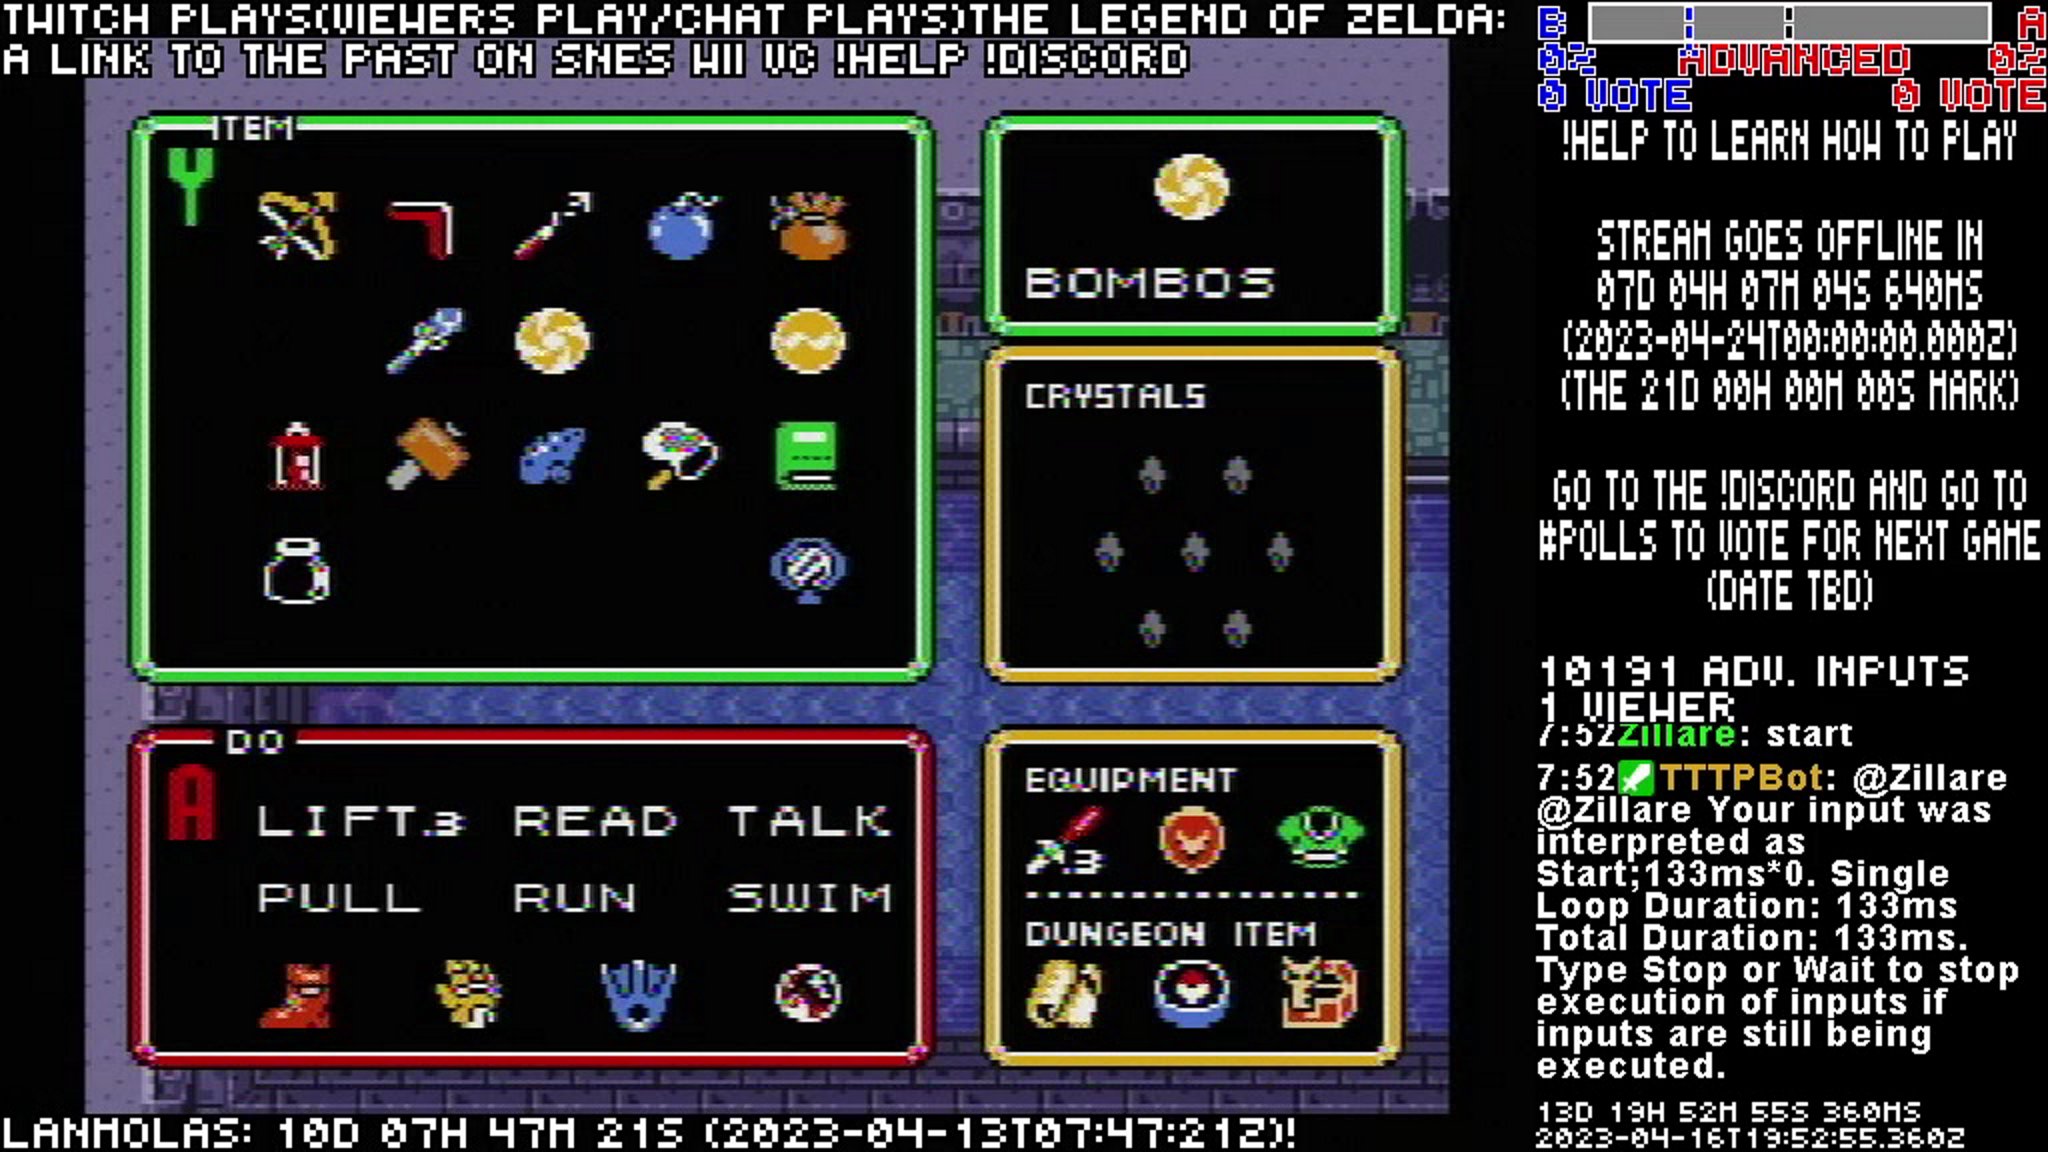 TWITCH PLAYS(VIEWERS PLAY/CHAT PLAYS)THE LEGEND OF ZELDA:
A LINK TO THE PAST ON SNES WII VC !HELP !DISCORD
ITEM
Y
BOMBOS
CRYSTALS
DO
A
LIFT.3 READ TALK
PULL RUN SWIM
EQUIPMENT
.3
DUNGEON ITEM
LANMOLAS: 10D 07H 47M 21S (2023-04-13T07:47:21Z)!
B A
0% ADVANCED 0%
0 VOTE 0 VOTE
!HELP TO LEARN HOW TO PLAY
STREAM GOES OFFLINE IN
07D 04H 07M 04S 640MS
(2023-04-24T00:00:00.000Z)
(THE 21D 00H 00M 00S MARK)
GO TO THE !DISCORD AND GO TO
#POLLS TO VOTE FOR NEXT GAME
(DATE TBD)
10191 ADV. INPUTS
1 VIEWER
7:52 Zillare: start
7:52 TTTPBot: @Zillare
@Zillare Your input was
interpreted as
Start;133ms*0. Single
Loop Duration: 133ms
Total Duration: 133ms.
Type Stop or Wait to stop
execution of inputs if
inputs are still being
executed.
13D 19H 52M 55S 360MS
2023-04-16T19:52:55.360Z